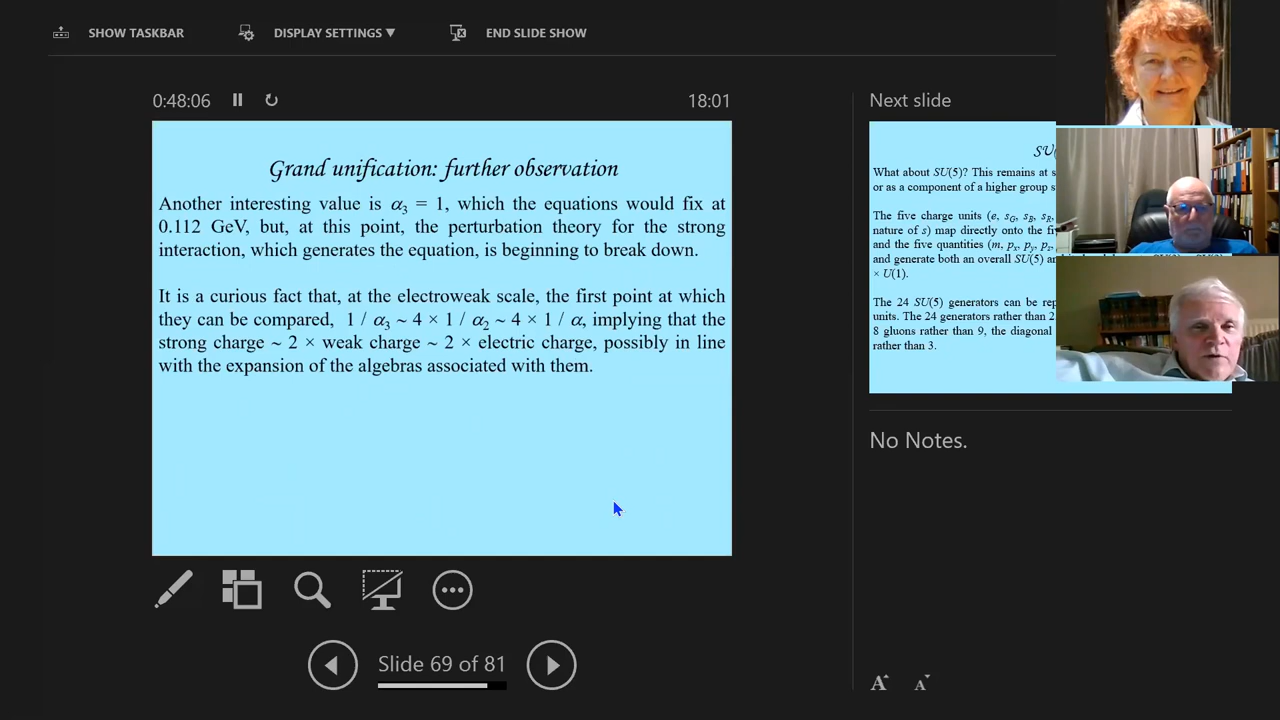 SHOW TASKBAR
DISPLAY SETTINGS ▼
END SLIDE SHOW
0:48:06
18:01
Grand unification: further observation
Another interesting value is α3 = 1, which the equations would fix at
0.112 GeV, but, at this point, the perturbation theory for the strong
interaction, which generates the equation, is beginning to break down.
It is a curious fact that, at the electroweak scale, the first point at which
they can be compared, 1 / α3 ~ 4 × 1 / α2 ~ 4 × 1 / α, implying that the
strong charge ~ 2 × weak charge ~ 2 × electric charge, possibly in line
with the expansion of the algebras associated with them.
Slide 69 of 81
Next slide
What about SU(5)? This remains at
or as a component of a higher group
The five charge units (e, sG, sB, sR,
nature of s) map directly onto the
and the five quantities (m, px, py, pz,
and generate both an overall SU(5)
× U(1).
The 24 SU(5) generators can be
units. The 24 generators rather than
8 gluons rather than 9, the diagonal
rather than 3.
No Notes.
A A